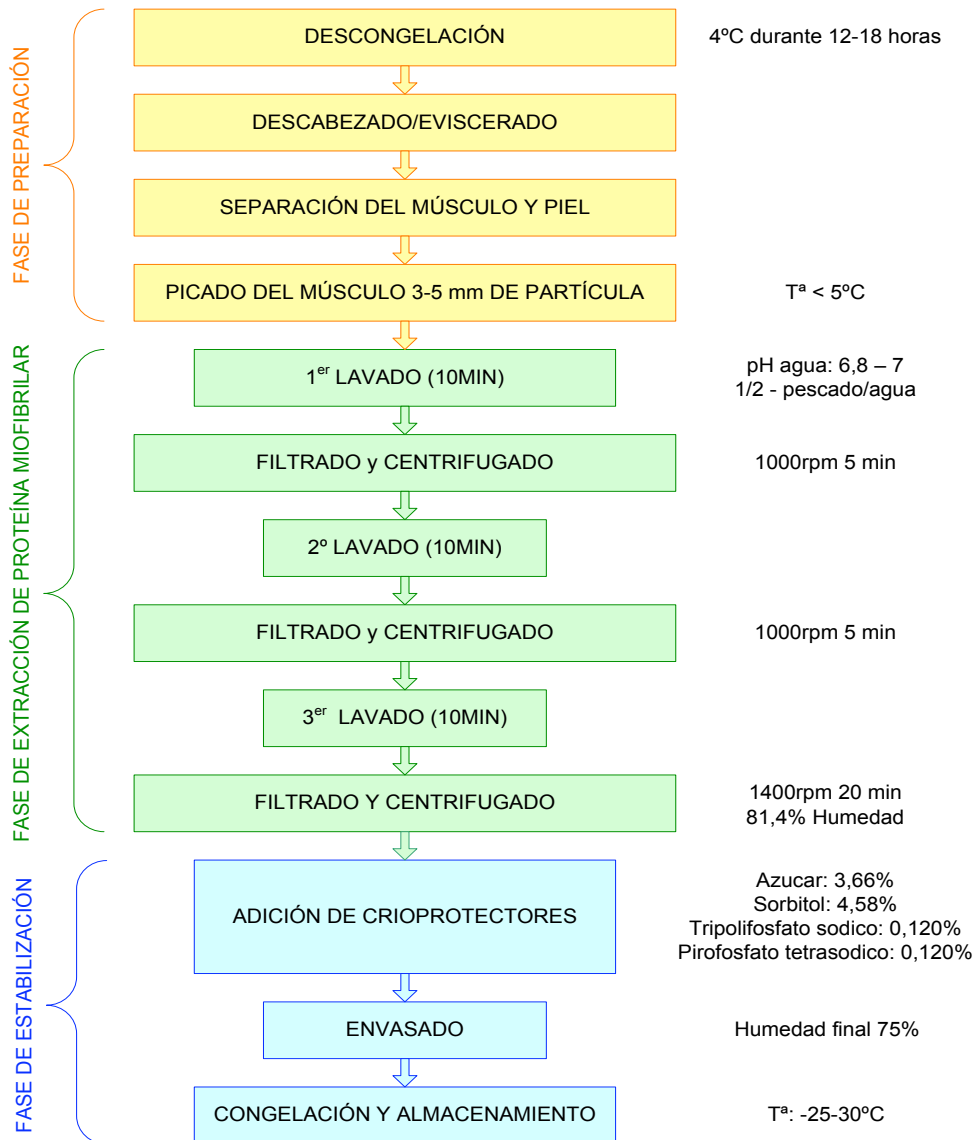 FASE DE PREPARACIÓN
DESCONGELACIÓN
4ºC durante 12-18 horas
DESCABEZADO/EVISCERADO
SEPARACIÓN DEL MÚSCULO Y PIEL
PICADO DEL MÚSCULO 3-5 mm DE PARTÍCULA
Tª < 5ºC
FASE DE EXTRACCIÓN DE PROTEÍNA MIOFIBRILAR
1er LAVADO (10MIN)
pH agua: 6,8 – 7
1/2 - pescado/agua
FILTRADO y CENTRIFUGADO
1000rpm 5 min
2º LAVADO (10MIN)
FILTRADO y CENTRIFUGADO
1000rpm 5 min
3er LAVADO (10MIN)
FILTRADO Y CENTRIFUGADO
1400rpm 20 min
81,4% Humedad
FASE DE ESTABILIZACIÓN
ADICIÓN DE CRIOPROTECTORES
Azucar: 3,66%
Sorbitol: 4,58%
Tripolifosfato sodico: 0,120%
Pirofosfato tetrasodico: 0,120%
ENVASADO
Humedad final 75%
CONGELACIÓN Y ALMACENAMIENTO
Tª: -25-30ºC